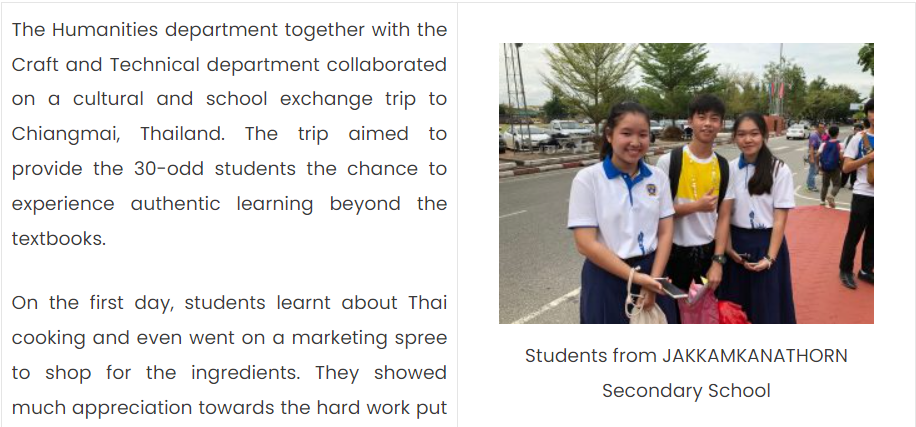 The Humanities department together with the
Craft and Technical department collaborated
on a cultural and school exchange trip to
Chiangmai, Thailand. The trip aimed to
provide the 30-odd students the chance to
experience authentic learning beyond the
textbooks.
On the first day, students learnt about Thai
cooking and even went on a marketing spree
to shop for the ingredients. They showed
much appreciation towards the hard work put
Students from JAKKAMKANATHORN
Secondary School